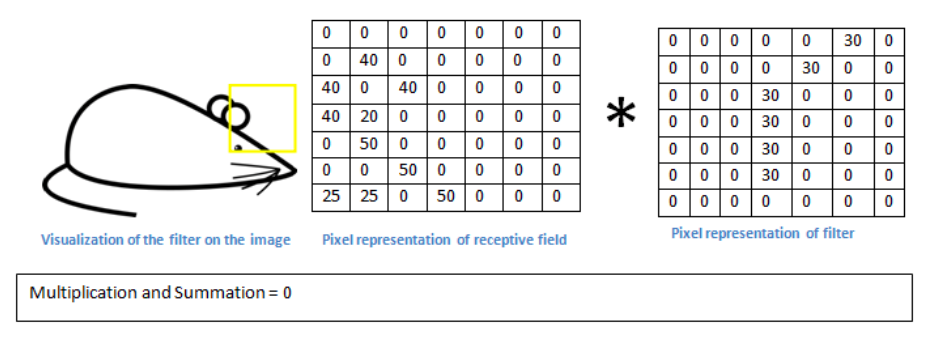 0 0 0 0 0 0 0
0 40 0 0 0 0 0
40 0 40 0 0 0 0
40 20 0 0 0 0 0
0 50 0 0 0 0 0
0 0 50 0 0 0 0
25 25 0 50 0 0 0
*
0 0 0 0 0 30 0
0 0 0 0 30 0 0
0 0 0 30 0 0 0
0 0 0 30 0 0 0
0 0 0 30 0 0 0
0 0 0 30 0 0 0
0 0 0 0 0 0 0
Visualization of the filter on the image
Pixel representation of receptive field
Pixel representation of filter
Multiplication and Summation = 0